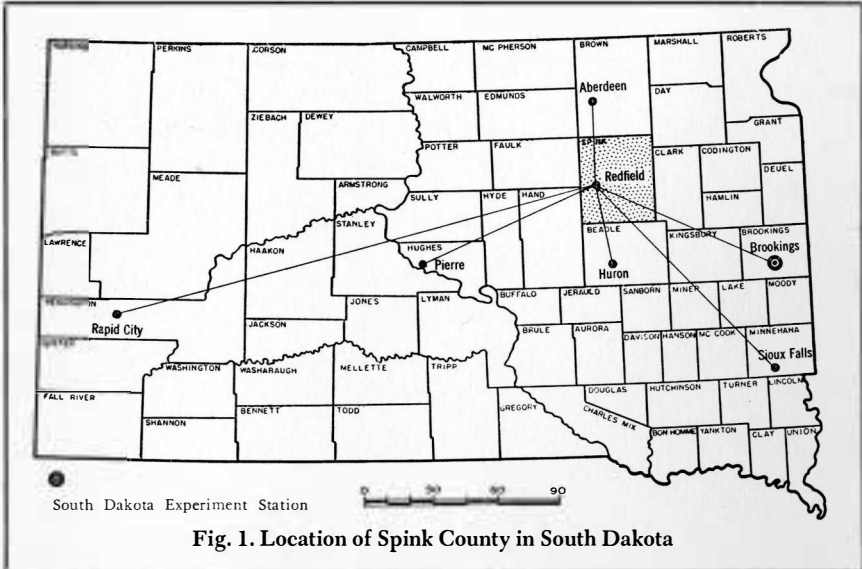 PERKINS
CORSON
CAMPBELL
MC PHERSON
BROWN
MARSHALL
ROBERTS
Aberdeen
WALWORTH
EDMUNDS
DAY
GRANT
ZIEBACH
DEWEY
POTTER
FAULK
SPINK
CLARK
CODINGTON
DEUEL
MEADE
ARMSTRONG
Redfield
HAMLIN
SULLY
HYDE
HAND
STANLEY
BEADLE
KINGSBURY
BROOKINGS
LAWRENCE
HAAKON
HUGHES
Pierre
Huron
Brookings
JONES
LYMAN
BUFFALO
JERAULD
SANBORN
MINER
LAKE
MOODY
Rapid City
JACKSON
BRULE
AURORA
DAVISON
HANSON
MC COOK
MINNEHAHA
Sioux Falls
WASHINGTON
WASHABAUGH
MELLETTE
TRIPP
DOUGLAS
HUTCHINSON
TURNER
LINCOLN
FALL RIVER
BENNETT
TODD
GREGORY
CHARLES MIX
SHANNON
BON HOMME
YANKTON
CLAY
UNION
South Dakota Experiment Station
0
90
Fig. 1. Location of Spink County in South Dakota